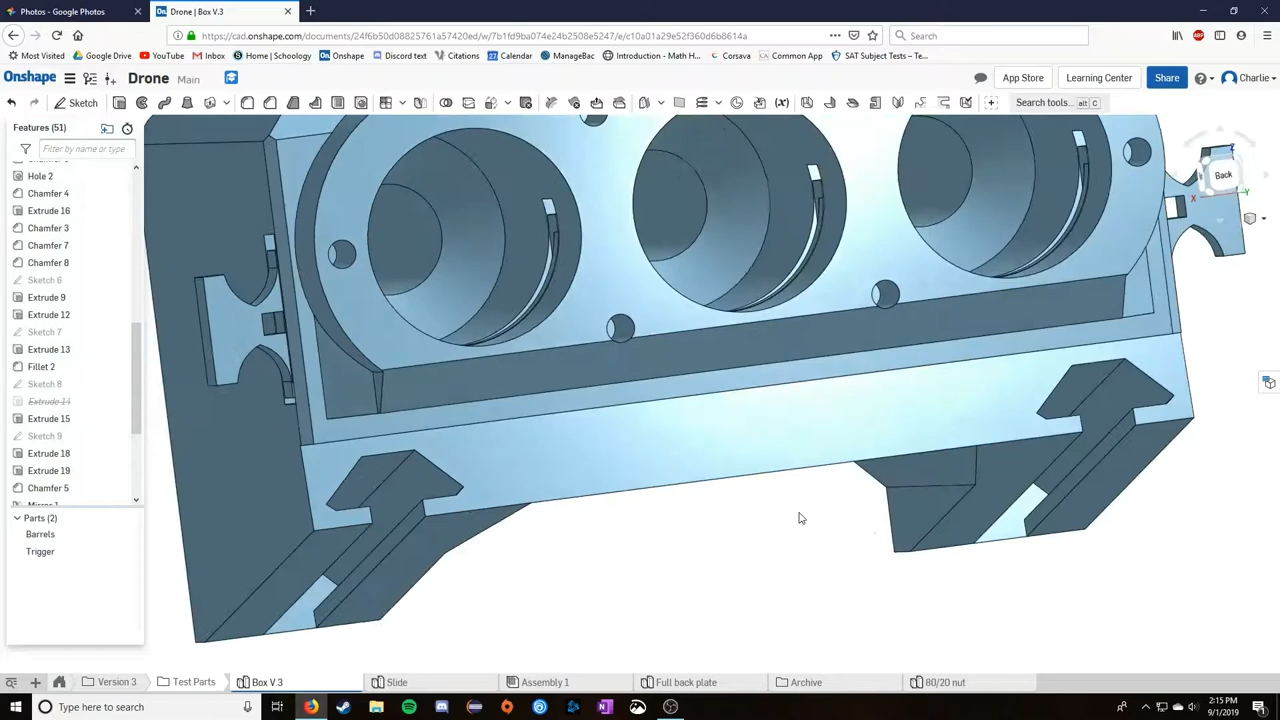 Photos - Google Photos
Drone | Box V.3
https://cad.onshape.com/documents/24f6b50d08825761a57420ed/w/7b1fd9ba074e24b2508e5247/e/c10a01a29e52f360d6b8614a
Search
Most Visited
Google Drive
YouTube
Inbox
Home | Schoology
Onshape
Discord text
Calendar
ManageBac
Introduction - Math H...
Corsava
Common App
SAT Subject Tests – Te...
Onshape
Drone
Main
App Store
Learning Center
Share
Charlie
Sketch
Search tools...
alt
C
Features (51)
Filter by name or type
Hole 2
Chamfer 4
Extrude 16
Chamfer 3
Chamfer 7
Chamfer 8
Sketch 6
Extrude 9
Extrude 12
Sketch 7
Extrude 13
Fillet 2
Sketch 8
Extrude 14
Extrude 15
Sketch 9
Extrude 18
Extrude 19
Chamfer 5
Parts (2)
Barrels
Trigger
Back
X
Y
Z
Version 3
Test Parts
Box V.3
Slide
Assembly 1
Full back plate
Archive
80/20 nut
Type here to search
2:15 PM
9/1/2019